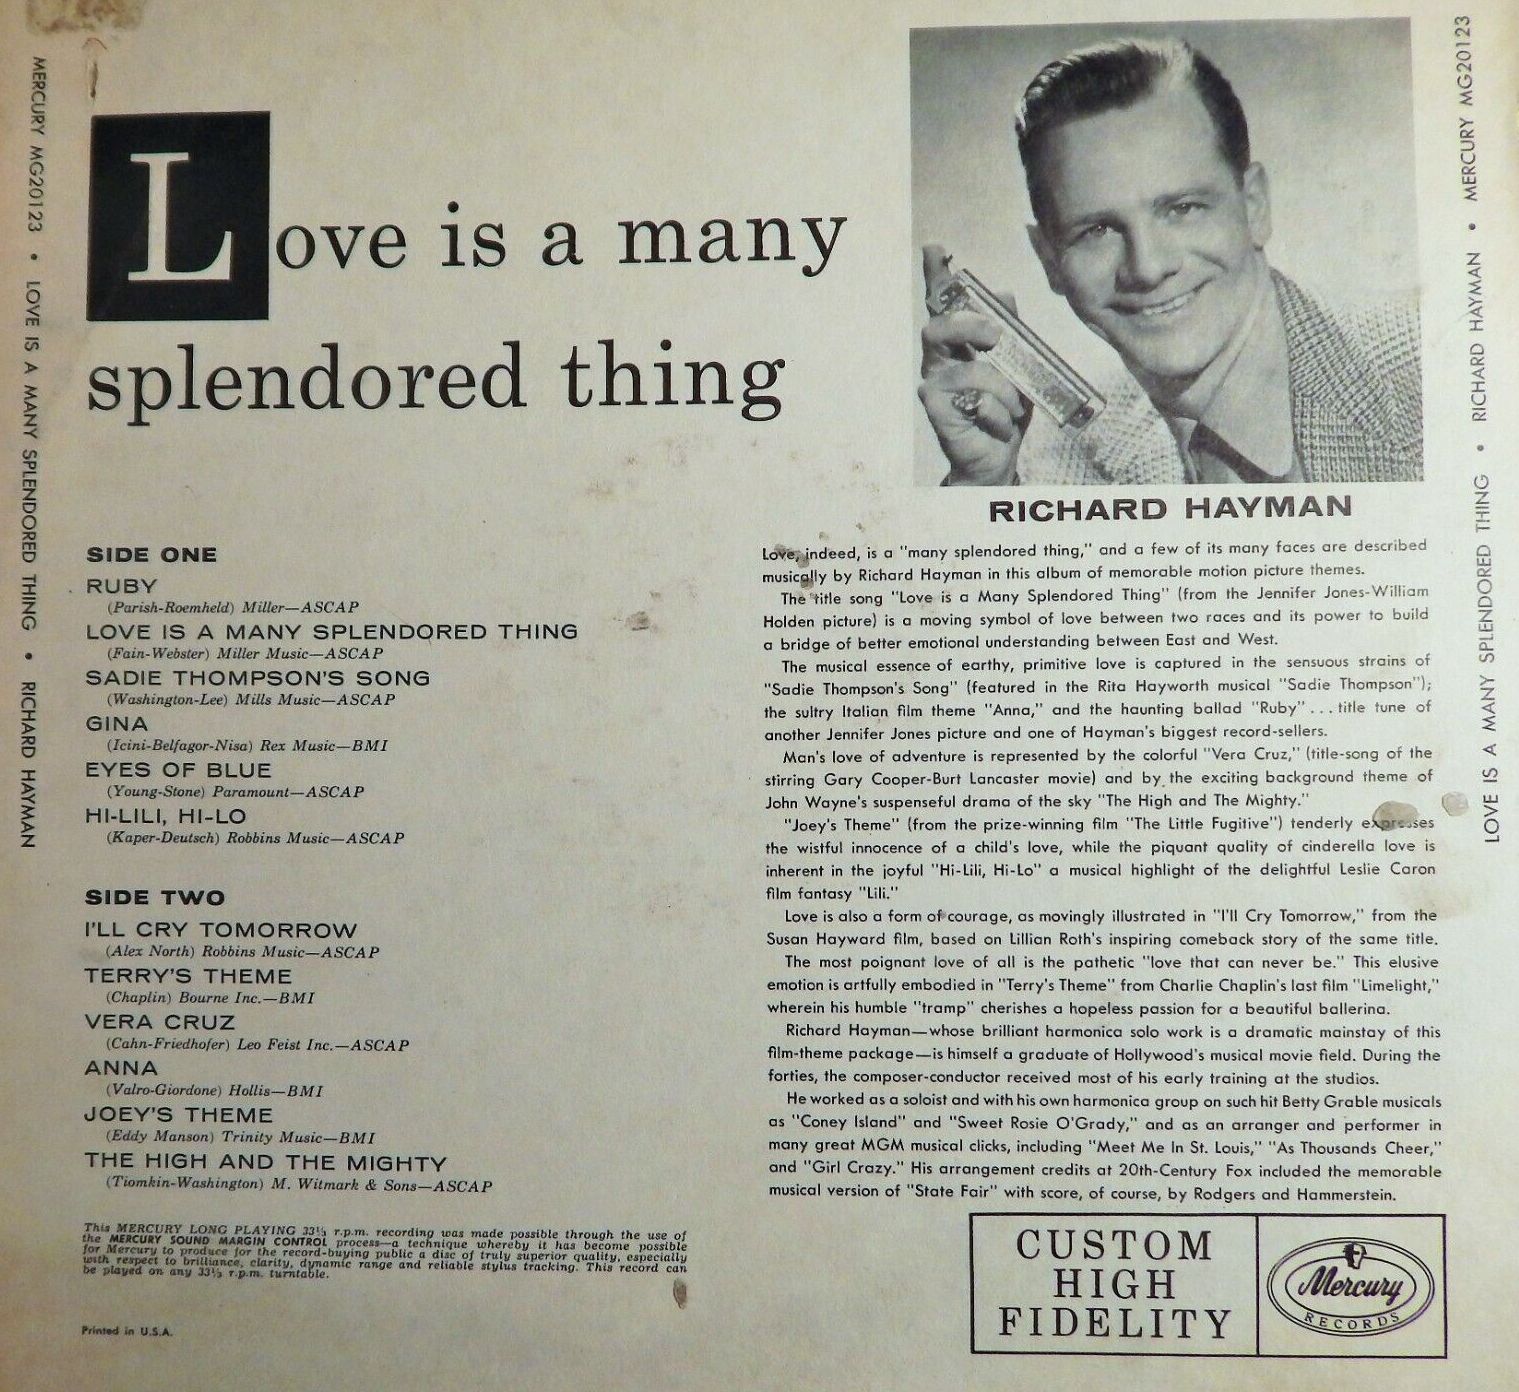 MERCURY MG20123 • LOVE IS A MANY SPLENDORED THING • RICHARD HAYMAN
Love is a many
splendored thing
SIDE ONE
RUBY
(Parish-Roemheld) Miller—ASCAP
LOVE IS A MANY SPLENDORED THING
(Fain-Webster) Miller Music—ASCAP
SADIE THOMPSON'S SONG
(Washington-Lee) Mills Music—ASCAP
GINA
(Icini-Belfagor-Nisa) Rex Music—BMI
EYES OF BLUE
(Young-Stone) Paramount—ASCAP
HI-LILI, HI-LO
(Kaper-Deutsch) Robbins Music—ASCAP
SIDE TWO
I'LL CRY TOMORROW
(Alex North) Robbins Music—ASCAP
TERRY'S THEME
(Chaplin) Bourne Inc.—BMI
VERA CRUZ
(Cahn-Friedhofer) Leo Feist Inc.—ASCAP
ANNA
(Valro-Giordone) Hollis—BMI
JOEY'S THEME
(Eddy Manson) Trinity Music—BMI
THE HIGH AND THE MIGHTY
(Tiomkin-Washington) M. Witmark & Sons—ASCAP
This MERCURY LONG PLAYING 33⅓ r.p.m. recording was made possible through the use of
the MERCURY SOUND MARGIN CONTROL process—a technique whereby it has become possible
for Mercury to produce for the record-buying public a disc of truly superior quality, especially
with respect to brilliance, clarity, dynamic range and reliable stylus tracking. This record can
be played on any 33⅓ r.p.m. turntable.
Printed in U.S.A.
RICHARD HAYMAN
Love, indeed, is a "many splendored thing," and a few of its many faces are described
musically by Richard Hayman in this album of memorable motion picture themes.
The title song "Love is a Many Splendored Thing" (from the Jennifer Jones-William
Holden picture) is a moving symbol of love between two races and its power to build
a bridge of better emotional understanding between East and West.
The musical essence of earthy, primitive love is captured in the sensuous strains of
"Sadie Thompson's Song" (featured in the Rita Hayworth musical "Sadie Thompson");
the sultry Italian film theme "Anna," and the haunting ballad "Ruby" . . . title tune of
another Jennifer Jones picture and one of Hayman's biggest record-sellers.
Man's love of adventure is represented by the colorful "Vera Cruz," (title-song of the
stirring Gary Cooper-Burt Lancaster movie) and by the exciting background theme of
John Wayne's suspenseful drama of the sky "The High and The Mighty."
"Joey's Theme" (from the prize-winning film "The Little Fugitive") tenderly expresses
the wistful innocence of a child's love, while the piquant quality of cinderella love is
inherent in the joyful "Hi-Lili, Hi-Lo" a musical highlight of the delightful Leslie Caron
film fantasy "Lili."
Love is also a form of courage, as movingly illustrated in "I'll Cry Tomorrow," from the
Susan Hayward film, based on Lillian Roth's inspiring comeback story of the same title.
The most poignant love of all is the pathetic "love that can never be." This elusive
emotion is artfully embodied in "Terry's Theme" from Charlie Chaplin's last film "Limelight,"
wherein his humble "tramp" cherishes a hopeless passion for a beautiful ballerina.
Richard Hayman—whose brilliant harmonica solo work is a dramatic mainstay of this
film-theme package—is himself a graduate of Hollywood's musical movie field. During the
forties, the composer-conductor received most of his early training at the studios.
He worked as a soloist and with his own harmonica group on such hit Betty Grable musicals
as "Coney Island" and "Sweet Rosie O'Grady," and as an arranger and performer in
many great MGM musical clicks, including "Meet Me In St. Louis," "As Thousands Cheer,"
and "Girl Crazy." His arrangement credits at 20th-Century Fox included the memorable
musical version of "State Fair" with score, of course, by Rodgers and Hammerstein.
CUSTOM
HIGH
FIDELITY
Mercury
RECORDS
LOVE IS A MANY SPLENDORED THING • RICHARD HAYMAN • MERCURY MG20123